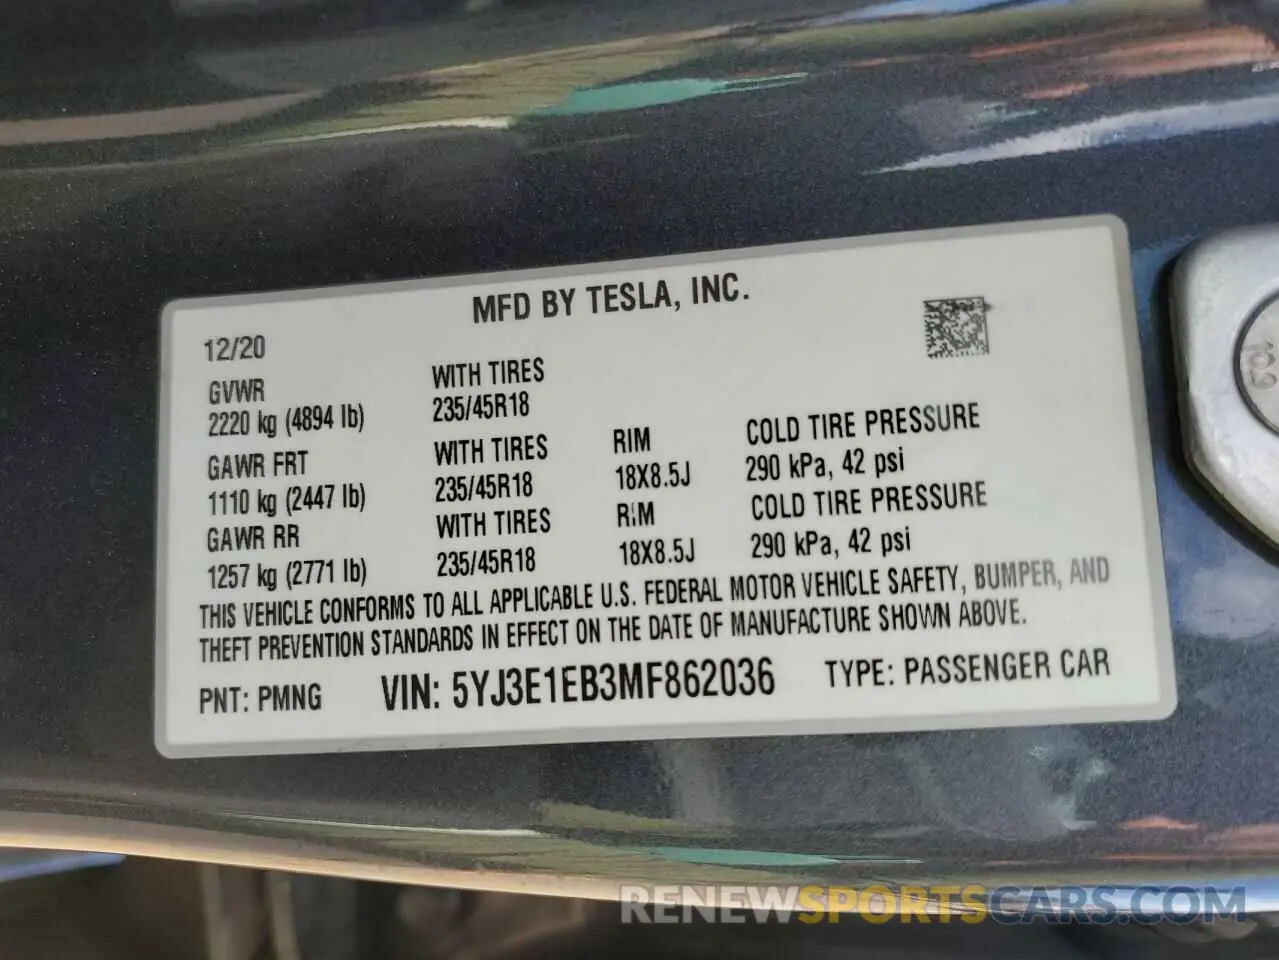 MFD BY TESLA, INC.
12/20
GVWR
2220 kg (4894 lb)
WITH TIRES
235/45R18
GAWR FRT
1110 kg (2447 lb)
WITH TIRES
235/45R18
RIM
18X8.5J
COLD TIRE PRESSURE
290 kPa, 42 psi
GAWR RR
1257 kg (2771 lb)
WITH TIRES
235/45R18
RIM
18X8.5J
COLD TIRE PRESSURE
290 kPa, 42 psi
THIS VEHICLE CONFORMS TO ALL APPLICABLE U.S. FEDERAL MOTOR VEHICLE SAFETY, BUMPER, AND
THEFT PREVENTION STANDARDS IN EFFECT ON THE DATE OF MANUFACTURE SHOWN ABOVE.
PNT: PMNG VIN: 5YJ3E1EB3MF862036 TYPE: PASSENGER CAR
RENEWSPORTSCARS.COM